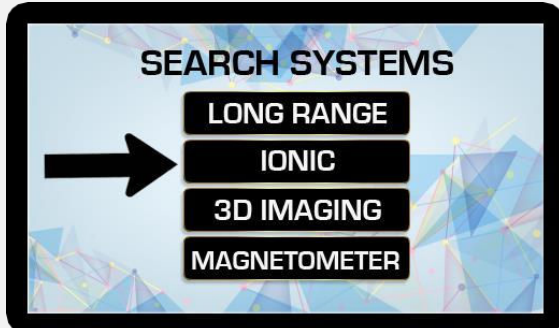 SEARCH SYSTEMS
LONG RANGE
IONIC
3D IMAGING
MAGNETOMETER